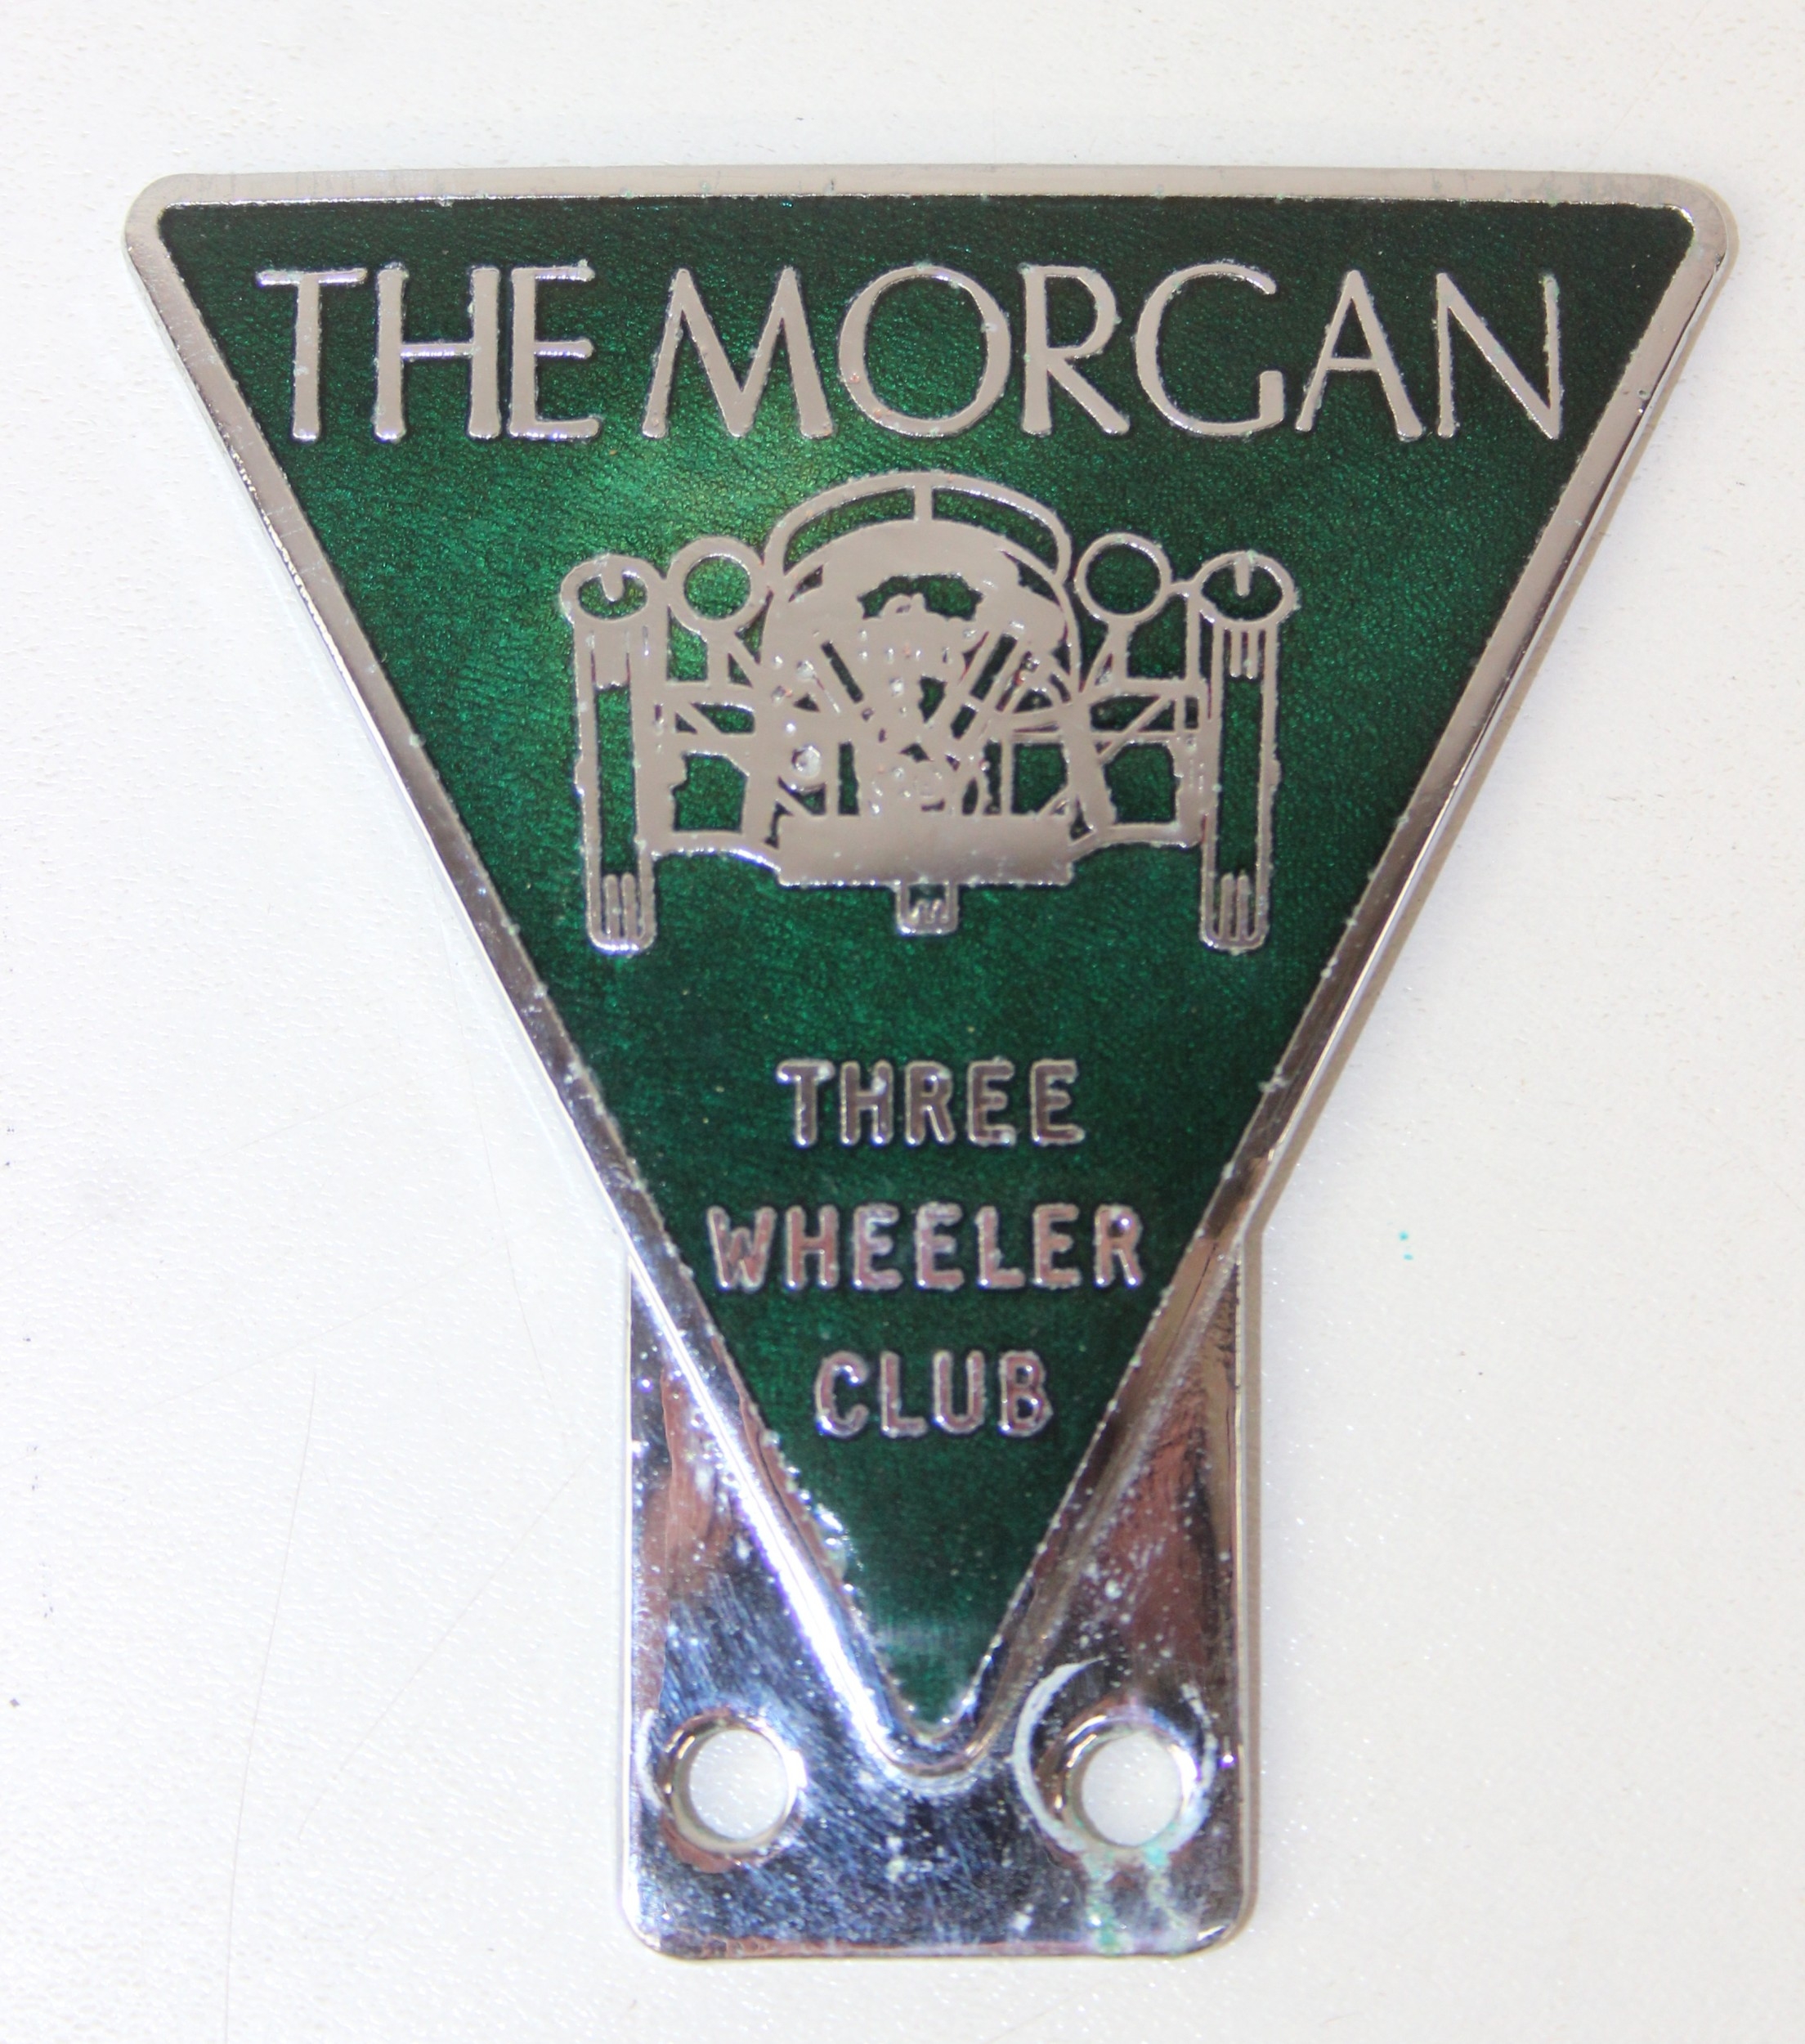 THE MORGAN
THREE
WHEELER
CLUB